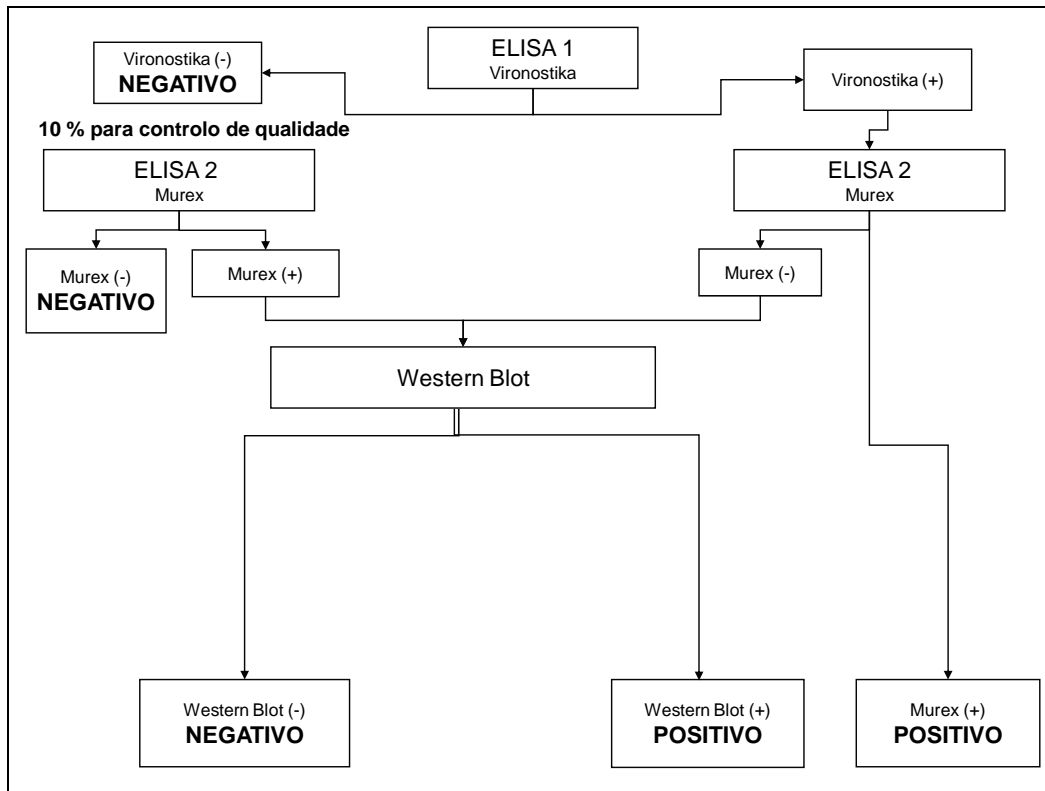 ELISA 1
Vironostika
Vironostika (-)
NEGATIVO
Vironostika (+)
10 % para controlo de qualidade
ELISA 2
Murex
ELISA 2
Murex
Murex (-)
NEGATIVO
Murex (+)
Murex (-)
Western Blot
Western Blot (-)
NEGATIVO
Western Blot (+)
POSITIVO
Murex (+)
POSITIVO